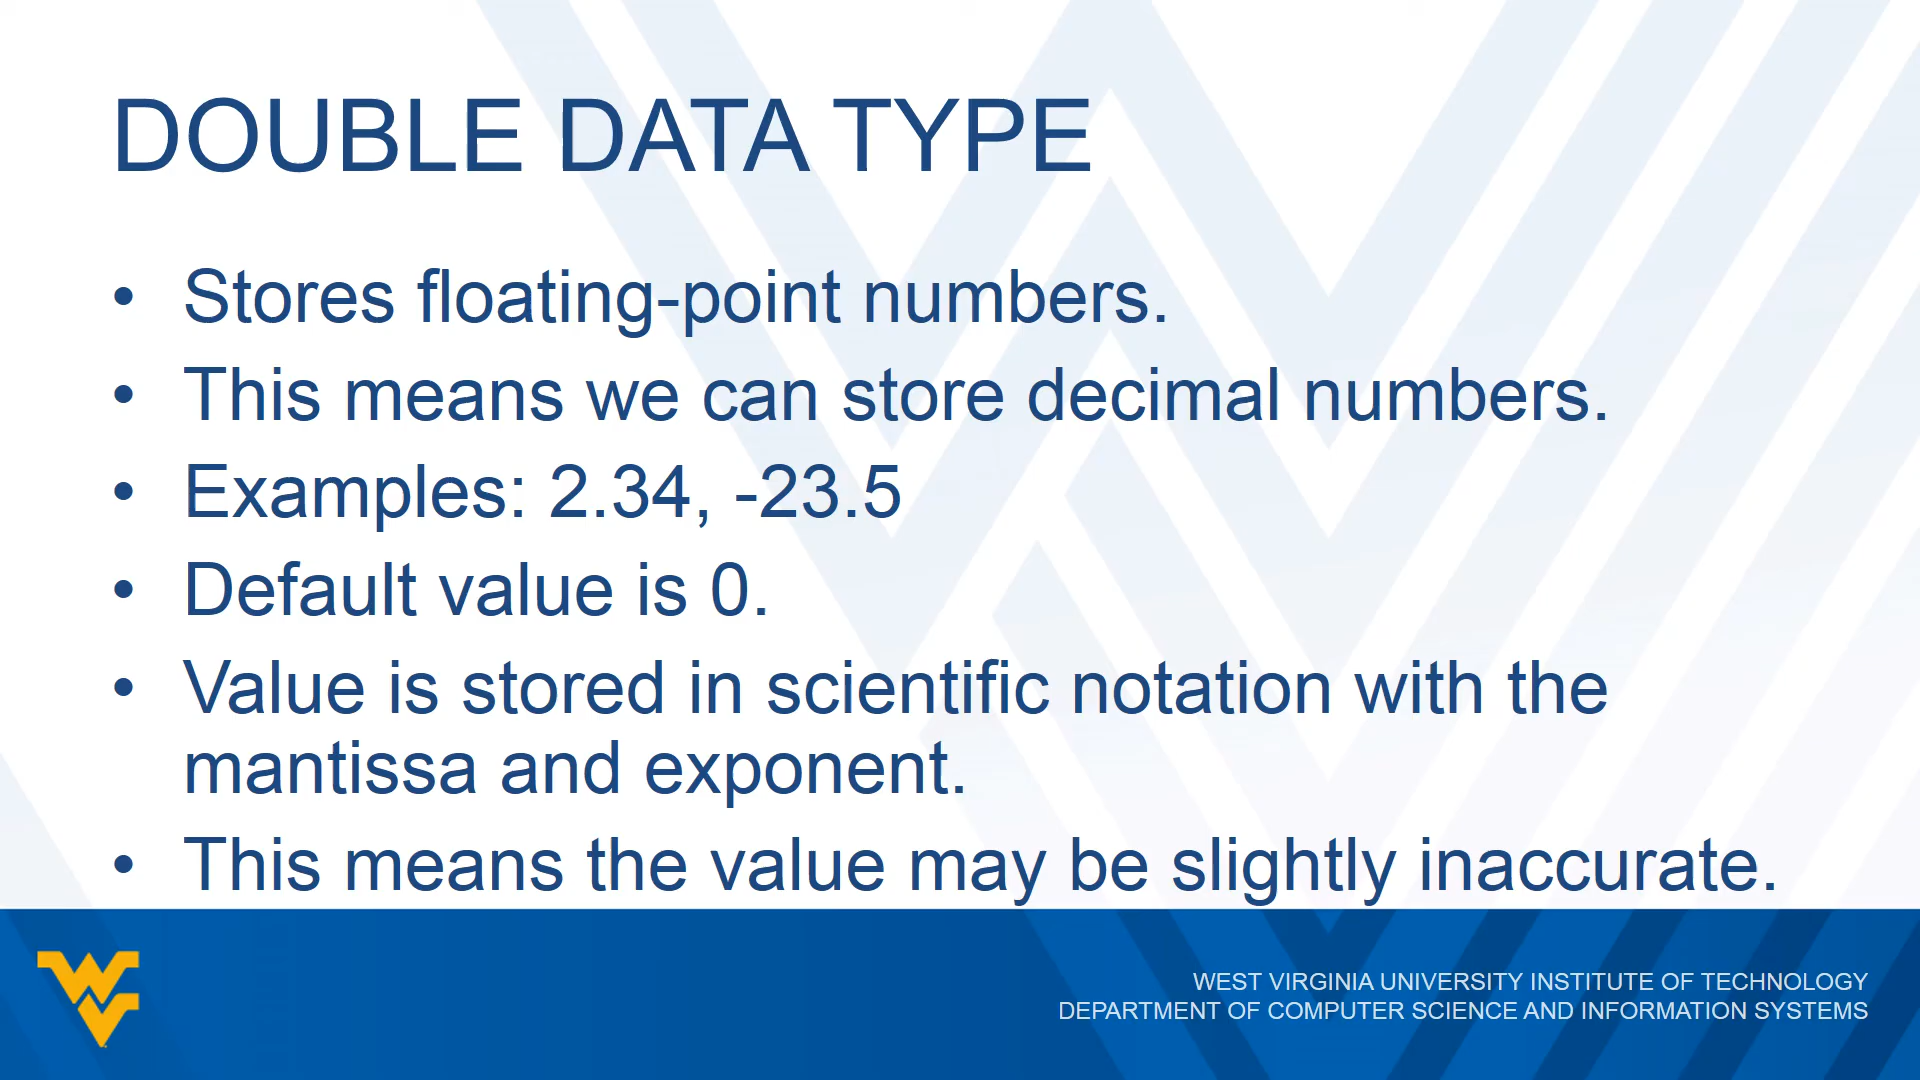 DOUBLE DATA TYPE
• Stores floating-point numbers.
• This means we can store decimal numbers.
• Examples: 2.34, -23.5
• Default value is 0.
• Value is stored in scientific notation with the
mantissa and exponent.
• This means the value may be slightly inaccurate.
WEST VIRGINIA UNIVERSITY INSTITUTE OF TECHNOLOGY
DEPARTMENT OF COMPUTER SCIENCE AND INFORMATION SYSTEMS